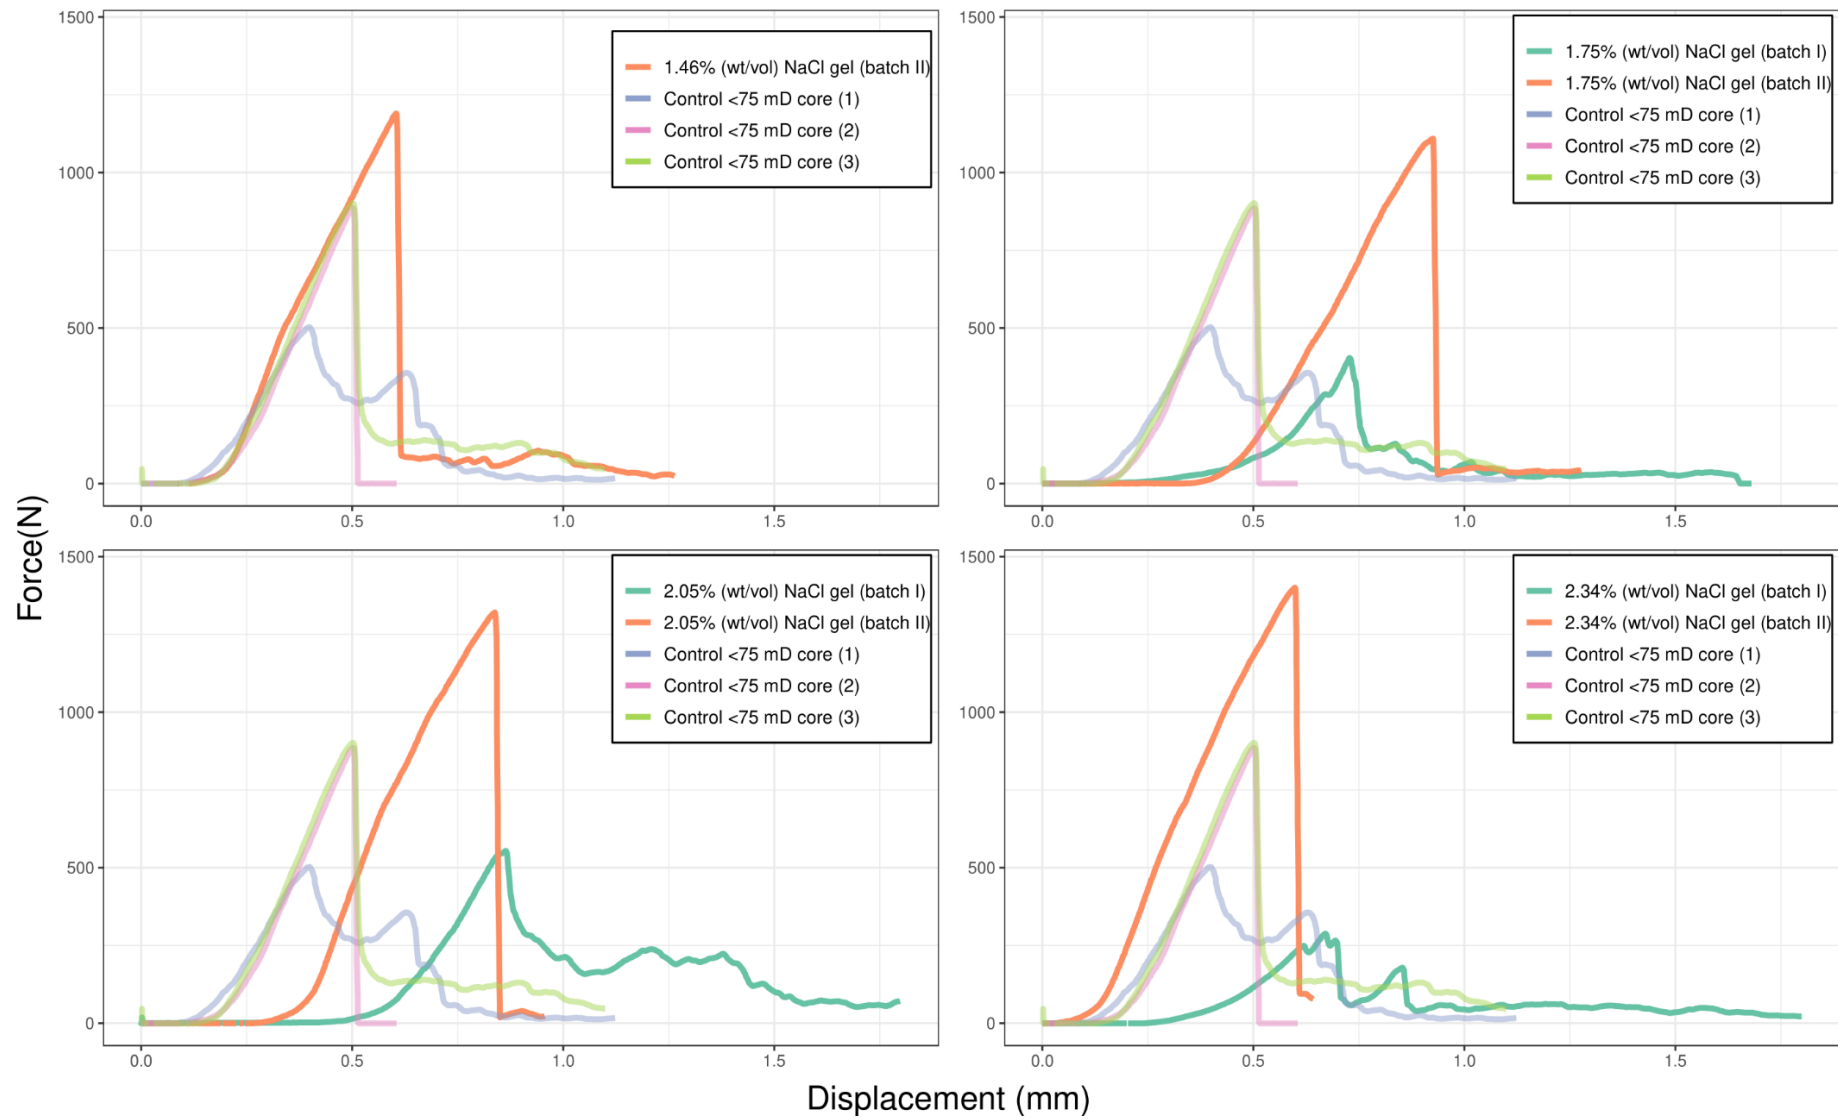 1500
1000
500
0
0.0
0.5
1.0
1.5
1.46% (wt/vol) NaCl gel (batch II)
Control <75 mD core (1)
Control <75 mD core (2)
Control <75 mD core (3)
1500
1000
500
0
0.0
0.5
1.0
1.5
1.75% (wt/vol) NaCl gel (batch I)
1.75% (wt/vol) NaCl gel (batch II)
Control <75 mD core (1)
Control <75 mD core (2)
Control <75 mD core (3)
Force(N)
1500
1000
500
0
0.0
0.5
1.0
1.5
2.05% (wt/vol) NaCl gel (batch I)
2.05% (wt/vol) NaCl gel (batch II)
Control <75 mD core (1)
Control <75 mD core (2)
Control <75 mD core (3)
1500
1000
500
0
0.0
0.5
1.0
1.5
2.34% (wt/vol) NaCl gel (batch I)
2.34% (wt/vol) NaCl gel (batch II)
Control <75 mD core (1)
Control <75 mD core (2)
Control <75 mD core (3)
Displacement (mm)